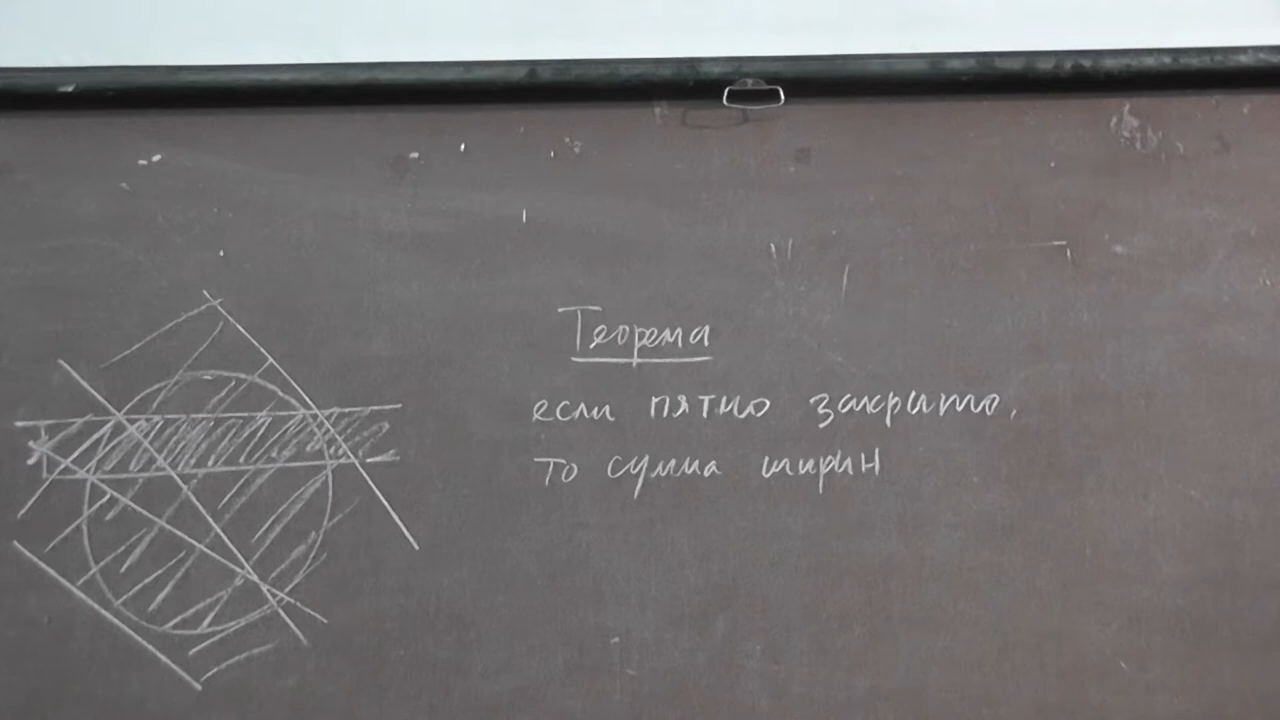 Теорема
если пятно закрыто,
то сумма ширин